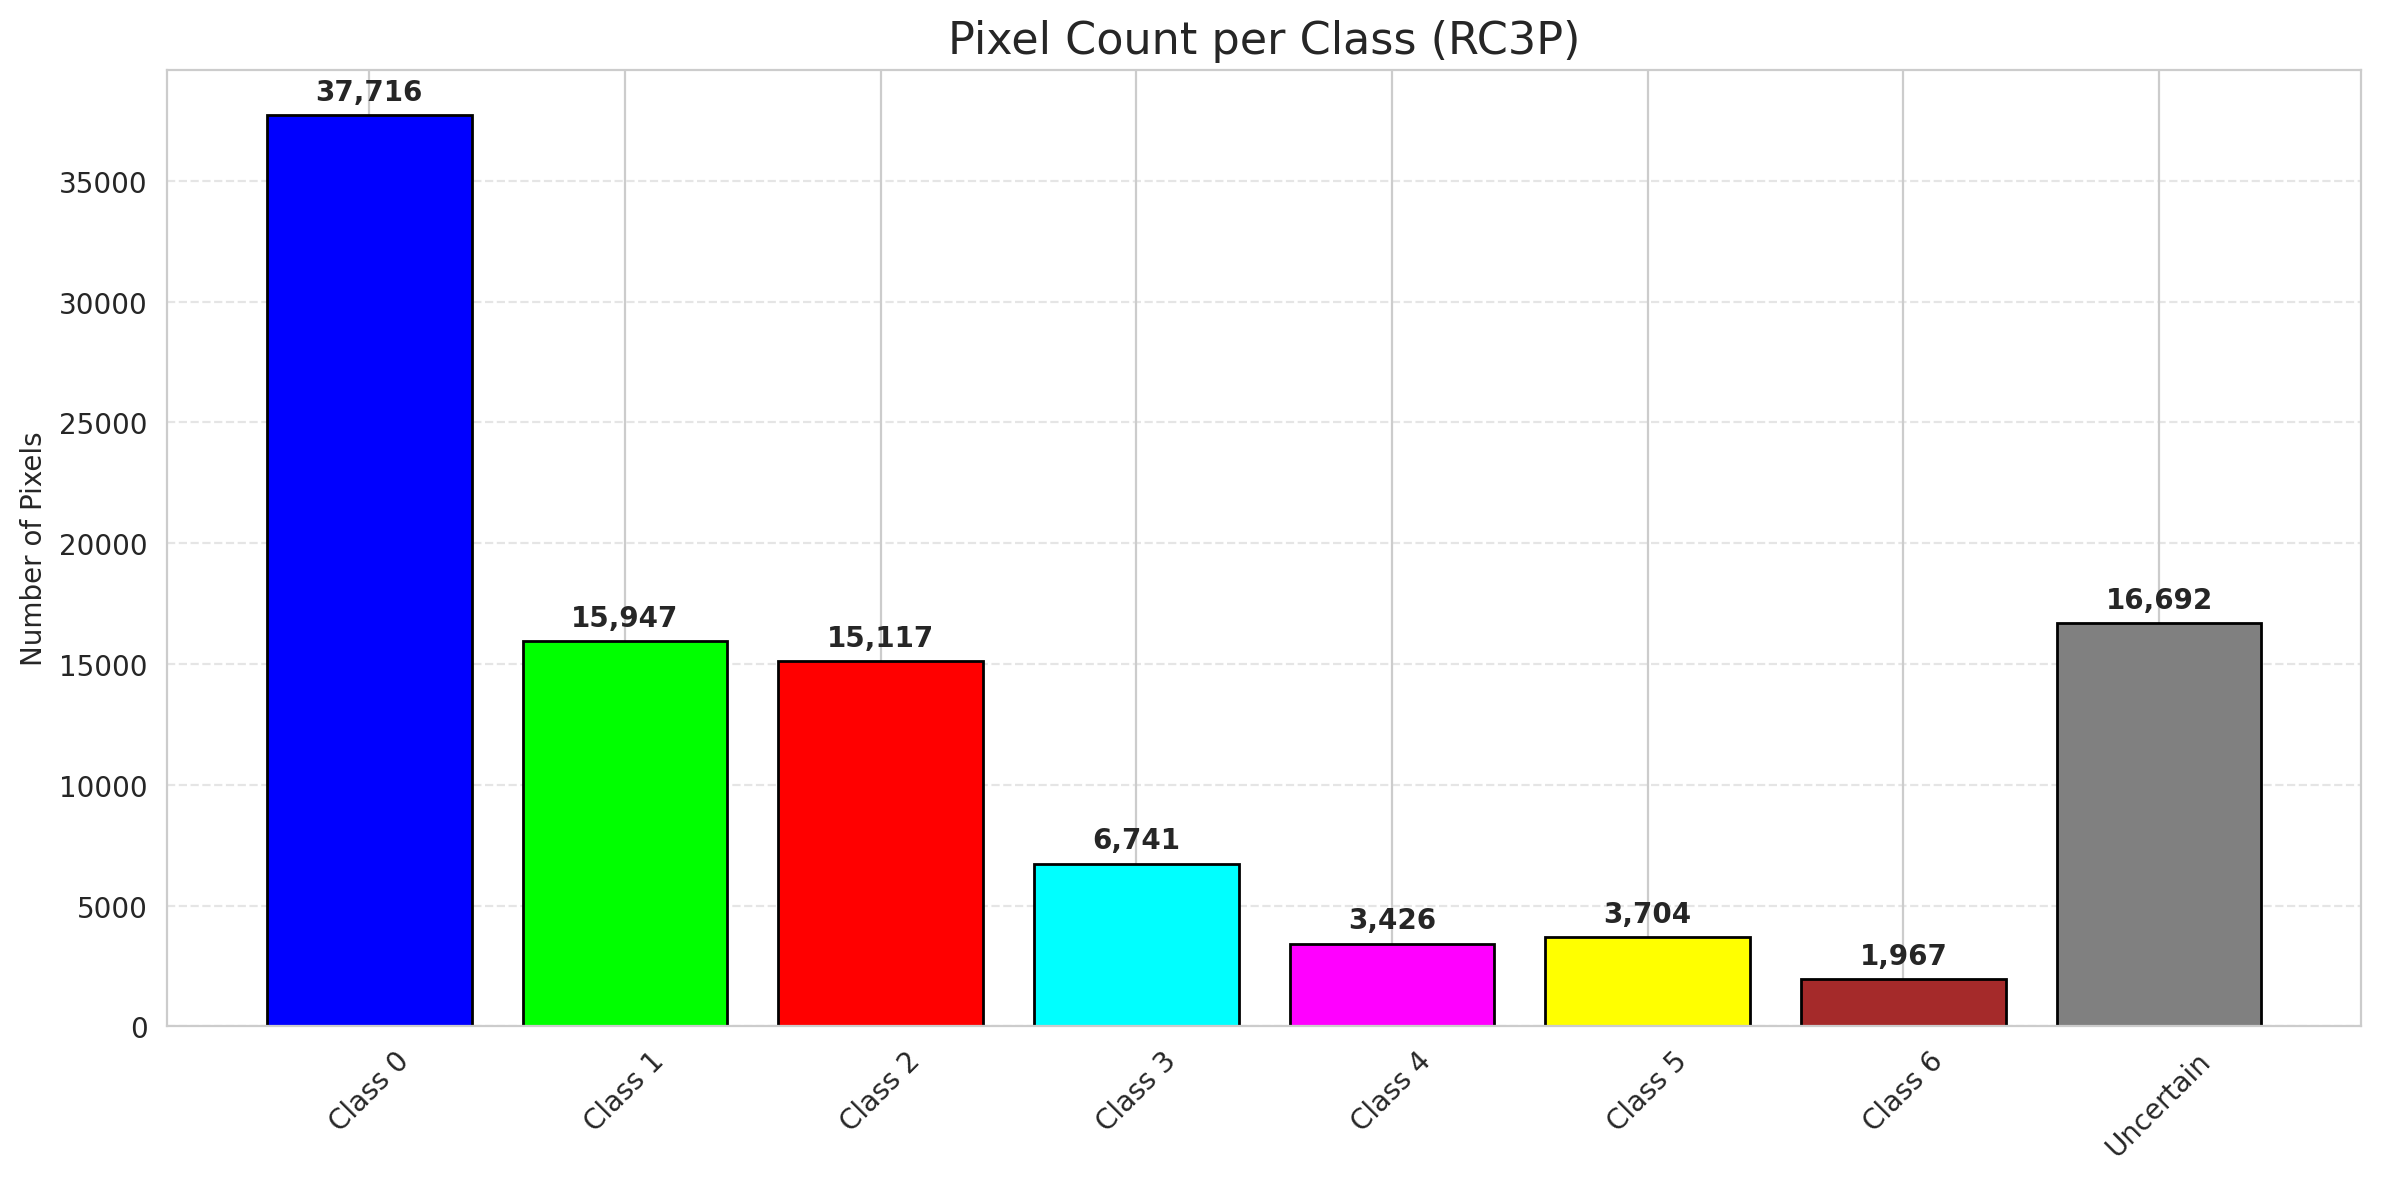 Pixel Count per Class (RC3P)
Number of Pixels
35000
30000
25000
20000
15000
10000
5000
0
37,716
15,947
15,117
6,741
3,426
3,704
1,967
16,692
Class 0
Class 1
Class 2
Class 3
Class 4
Class 5
Class 6
Uncertain